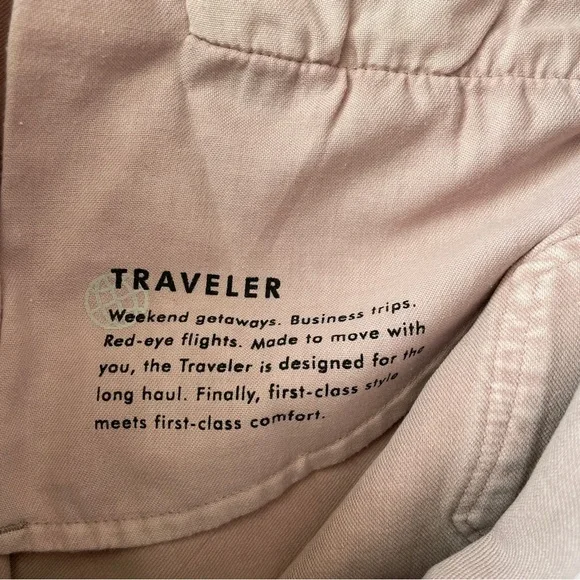 TRAVELER
Weekend getaways. Business trips.
Red-eye flights. Made to move with
you, the Traveler is designed for the
long haul. Finally, first-class style
meets first-class comfort.